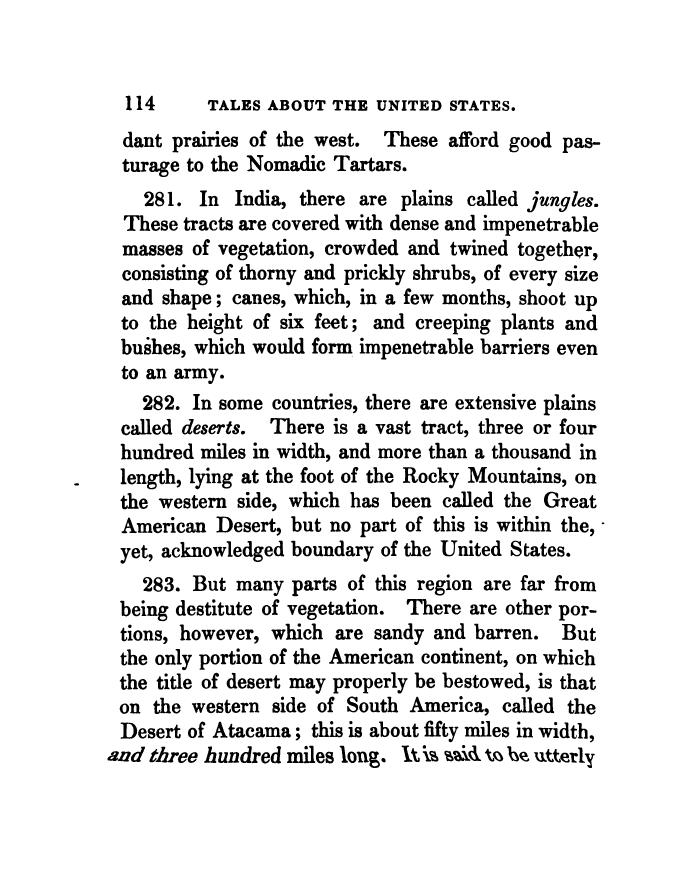 114 TALES ABOUT THE UNITED STATES.
dant prairies of the west. These afford good pas-
turage to the Nomadic Tartars.
281. In India, there are plains called jungles.
These tracts are covered with dense and impenetrable
masses of vegetation, crowded and twined together,
consisting of thorny and prickly shrubs, of every size
and shape; canes, which, in a few months, shoot up
to the height of six feet; and creeping plants and
bushes, which would form impenetrable barriers even
to an army.
282. In some countries, there are extensive plains
called deserts. There is a vast tract, three or four
hundred miles in width, and more than a thousand in
length, lying at the foot of the Rocky Mountains, on
the western side, which has been called the Great
American Desert, but no part of this is within the,
yet, acknowledged boundary of the United States.
283. But many parts of this region are far from
being destitute of vegetation. There are other por-
tions, however, which are sandy and barren. But
the only portion of the American continent, on which
the title of desert may properly be bestowed, is that
on the western side of South America, called the
Desert of Atacama; this is about fifty miles in width,
and three hundred miles long. It is said to be utterly